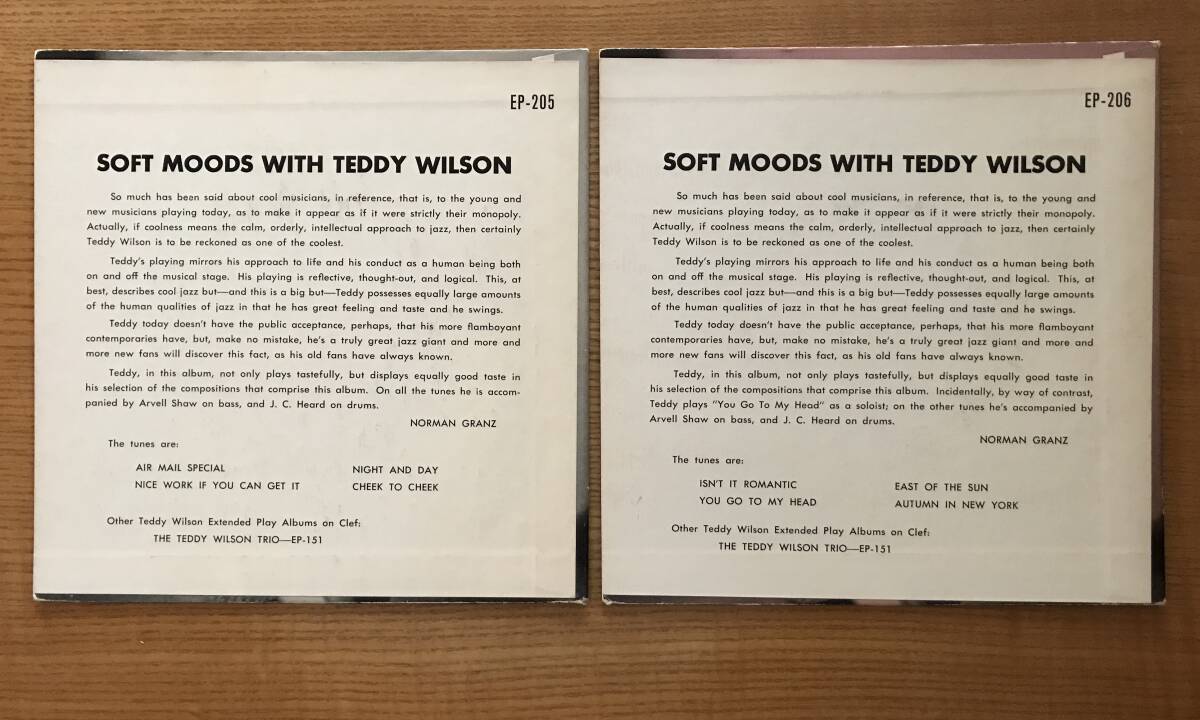 EP-205
SOFT MOODS WITH TEDDY WILSON
So much has been said about cool musicians, in reference, that is, to the young and
new musicians playing today, as to make it appear as if it were strictly their monopoly.
Actually, if coolness means the calm, orderly, intellectual approach to jazz, then certainly
Teddy Wilson is to be reckoned as one of the coolest.
Teddy's playing mirrors his approach to life and his conduct as a human being both
on and off the musical stage. His playing is reflective, thought-out, and logical. This, at
best, describes cool jazz but—and this is a big but—Teddy possesses equally large amounts
of the human qualities of jazz in that he has great feeling and taste and he swings.
Teddy today doesn't have the public acceptance, perhaps, that his more flamboyant
contemporaries have, but, make no mistake, he's a truly great jazz giant and more and
more new fans will discover this fact, as his old fans have always known.
Teddy, in this album, not only plays tastefully, but displays equally good taste in
his selection of the compositions that comprise this album. On all the tunes he is accom-
panied by Arvell Shaw on bass, and J. C. Heard on drums.
NORMAN GRANZ
The tunes are:
AIR MAIL SPECIAL
NICE WORK IF YOU CAN GET IT
NIGHT AND DAY
CHEEK TO CHEEK
Other Teddy Wilson Extended Play Albums on Clef:
THE TEDDY WILSON TRIO—EP-151
EP-206
SOFT MOODS WITH TEDDY WILSON
So much has been said about cool musicians, in reference, that is, to the young and
new musicians playing today, as to make it appear as if it were strictly their monopoly.
Actually, if coolness means the calm, orderly, intellectual approach to jazz, then certainly
Teddy Wilson is to be reckoned as one of the coolest.
Teddy's playing mirrors his approach to life and his conduct as a human being both
on and off the musical stage. His playing is reflective, thought-out, and logical. This, at
best, describes cool jazz but—and this is a big but—Teddy possesses equally large amounts
of the human qualities of jazz in that he has great feeling and taste and he swings.
Teddy today doesn't have the public acceptance, perhaps, that his more flamboyant
contemporaries have, but, make no mistake, he's a truly great jazz giant and more and
more new fans will discover this fact, as his old fans have always known.
Teddy, in this album, not only plays tastefully, but displays equally good taste in
his selection of the compositions that comprise this album. Incidentally, by way of contrast,
Teddy plays "You Go To My Head" as a soloist; on the other tunes he's accompanied by
Arvell Shaw on bass, and J. C. Heard on drums.
NORMAN GRANZ
The tunes are:
ISN'T IT ROMANTIC
YOU GO TO MY HEAD
EAST OF THE SUN
AUTUMN IN NEW YORK
Other Teddy Wilson Extended Play Albums on Clef:
THE TEDDY WILSON TRIO—EP-151